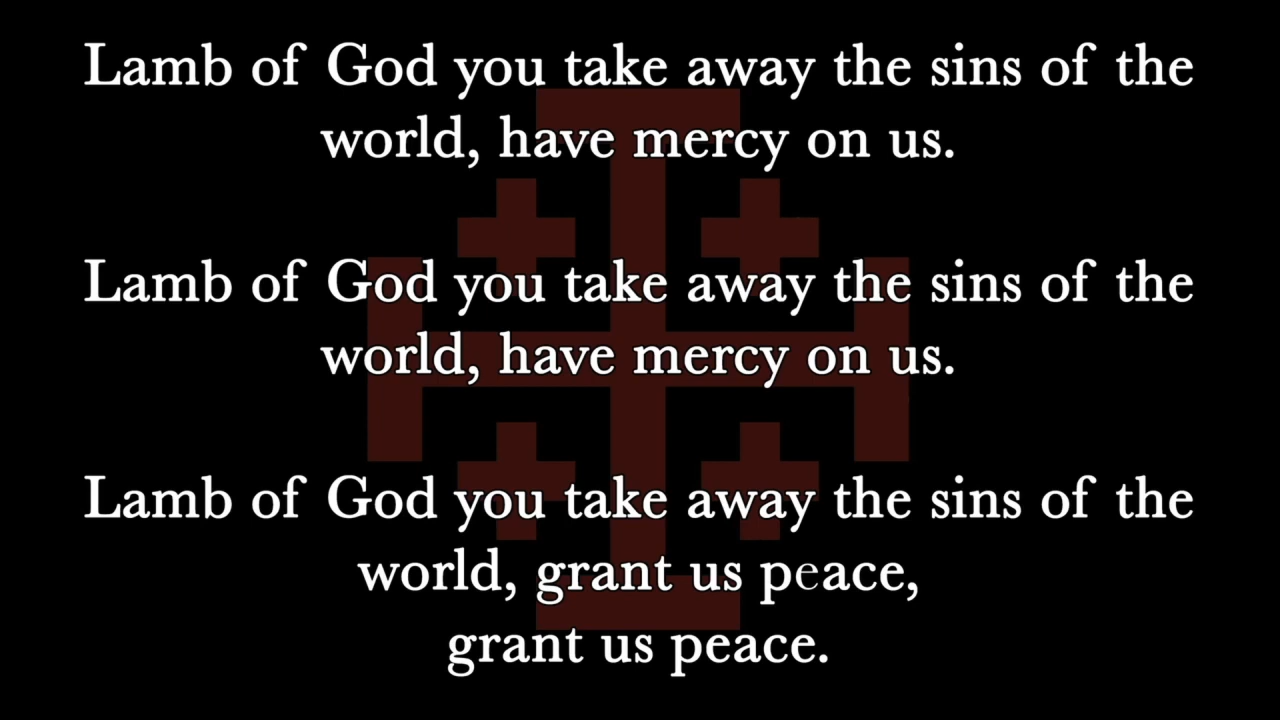 Lamb of God you take away the sins of the
world, have mercy on us.
Lamb of God you take away the sins of the
world, have mercy on us.
Lamb of God you take away the sins of the
world, grant us peace,
grant us peace.